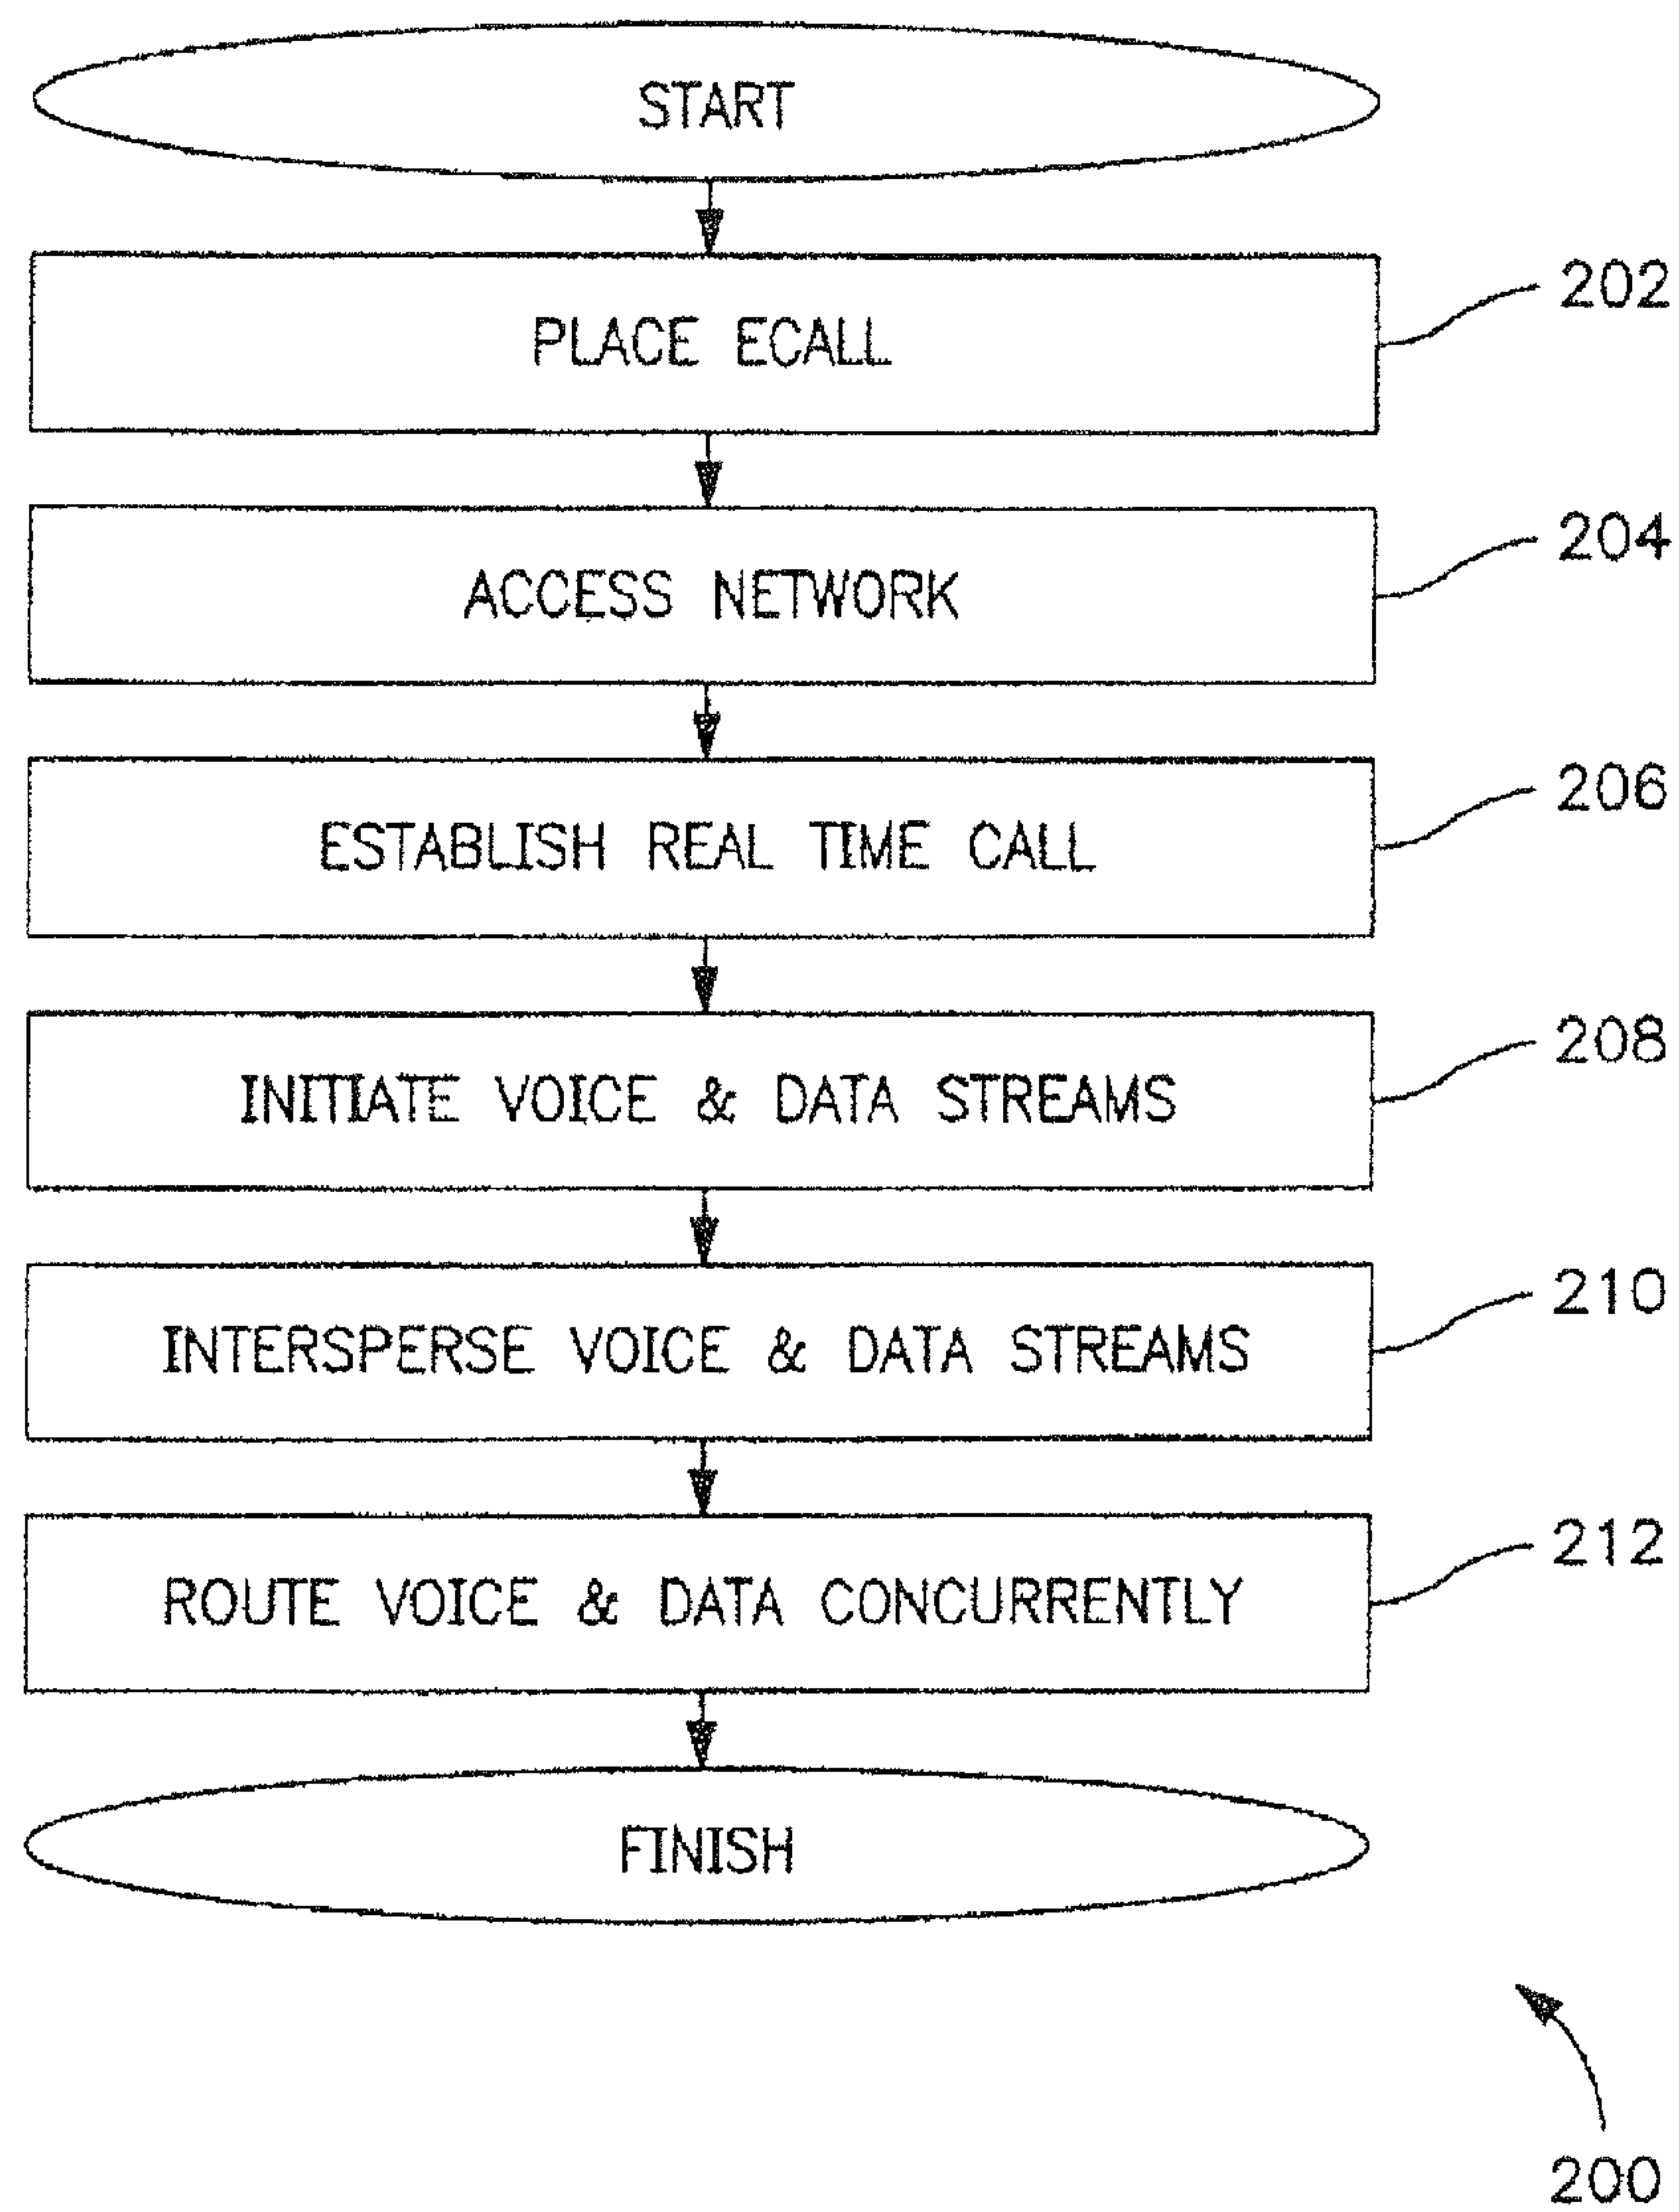 START
PLACE ECALL
202
ACCESS NETWORK
204
ESTABLISH REAL TIME CALL
206
INITIATE VOICE & DATA STREAMS
208
INTERSPERSE VOICE & DATA STREAMS
210
ROUTE VOICE & DATA CONCURRENTLY
212
FINISH
200